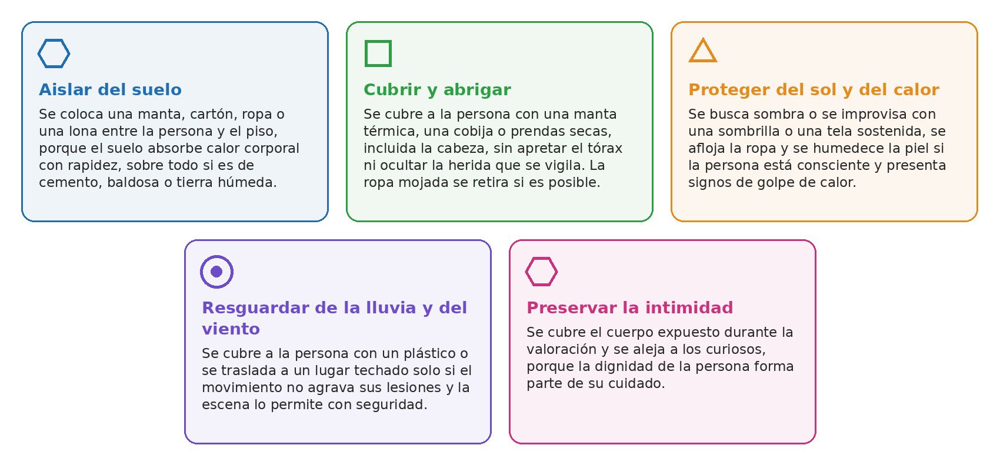 Aislar del suelo
Se coloca una manta, cartón, ropa o
una lona entre la persona y el piso,
porque el suelo absorbe calor corporal
con rapidez, sobre todo si es de
cemento, baldosa o tierra húmeda.
Cubrir y abrigar
Se cubre a la persona con una manta
térmica, una cobija o prendas secas,
incluida la cabeza, sin apretar el tórax
ni ocultar la herida que se vigila. La
ropa mojada se retira si es posible.
Proteger del sol y del calor
Se busca sombra o se improvisa con
una sombrilla o una tela sostenida, se
afloja la ropa y se humedece la piel si
la persona está consciente y presenta
signos de golpe de calor.
Resguardar de la lluvia y del
viento
Se cubre a la persona con un plástico o
se traslada a un lugar techado solo si el
movimiento no agrava sus lesiones y la
escena lo permite con seguridad.
Preservar la intimidad
Se cubre el cuerpo expuesto durante la
valoración y se aleja a los curiosos,
porque la dignidad de la persona forma
parte de su cuidado.